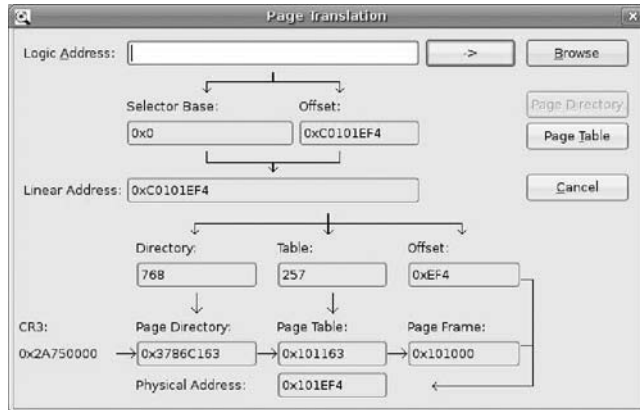 Page Translation
Logic Address: -> Browse
Selector Base: Offset: Page Directory
0x0 0xC0101EF4 Page Table
Linear Address: 0xC0101EF4 Cancel
Directory: Table: Offset:
768 257 0xEF4
CR3: Page Directory: Page Table: Page Frame:
0x2A750000 0x3786C163 0x101163 0x101000
Physical Address: 0x101EF4